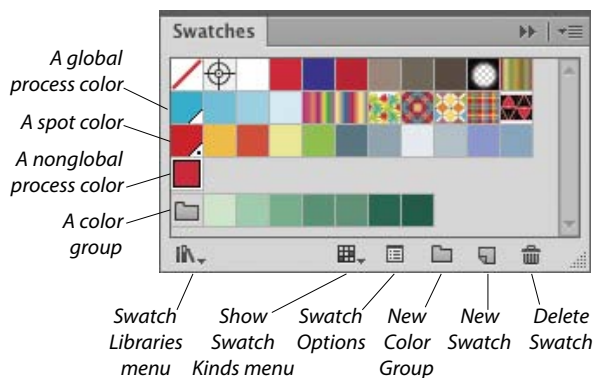 Swatches
A global
process color
A spot color
A nonglobal
process color
A color
group
Swatch
Libraries
menu
Show
Swatch
Kinds menu
Swatch
Options
New
Color
Group
New
Swatch
Delete
Swatch